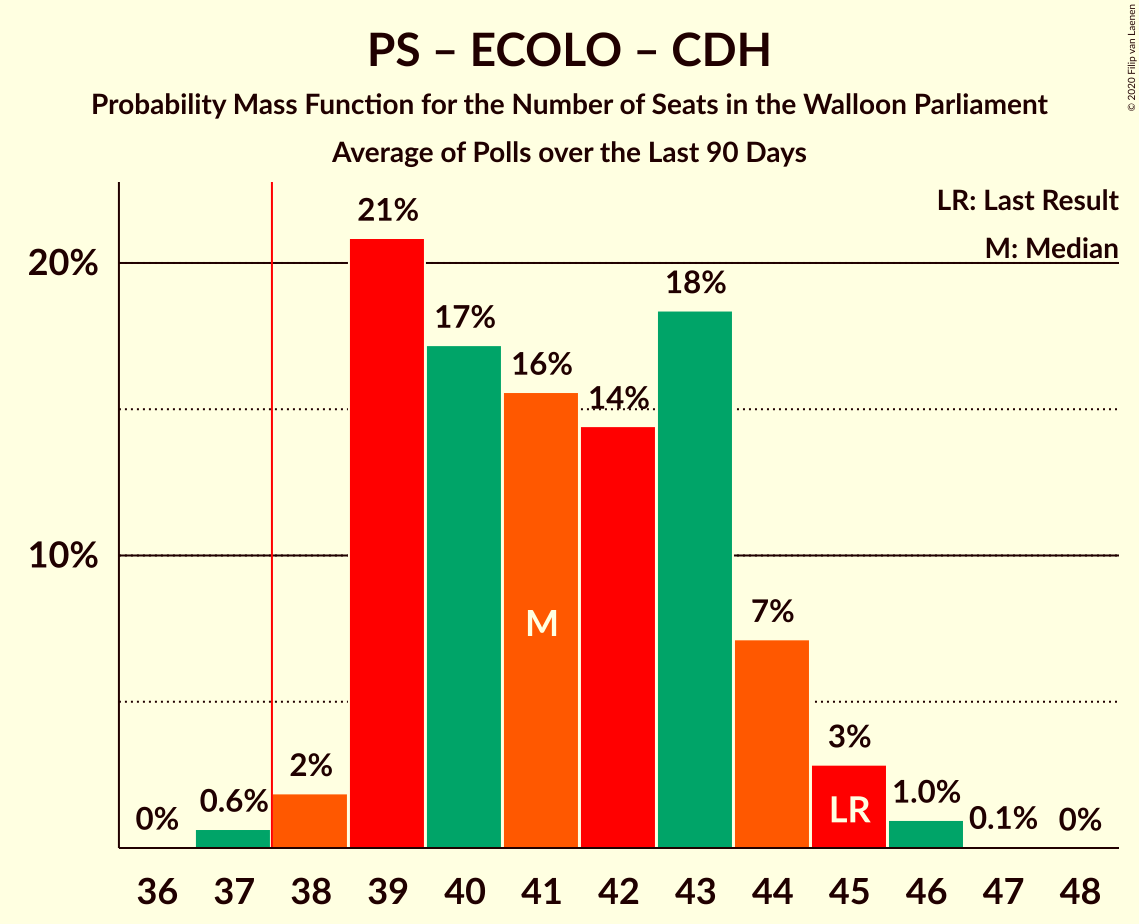 PS – ECOLO – CDH
Probability Mass Function for the Number of Seats in the Walloon Parliament
Average of Polls over the Last 90 Days
© 2020 Filip van Laenen
LR: Last Result
M: Median
20%
10%
0%
0.6%
2%
21%
17%
16%
14%
18%
7%
3%
1.0%
0.1%
0%
M
LR
36 37 38 39 40 41 42 43 44 45 46 47 48